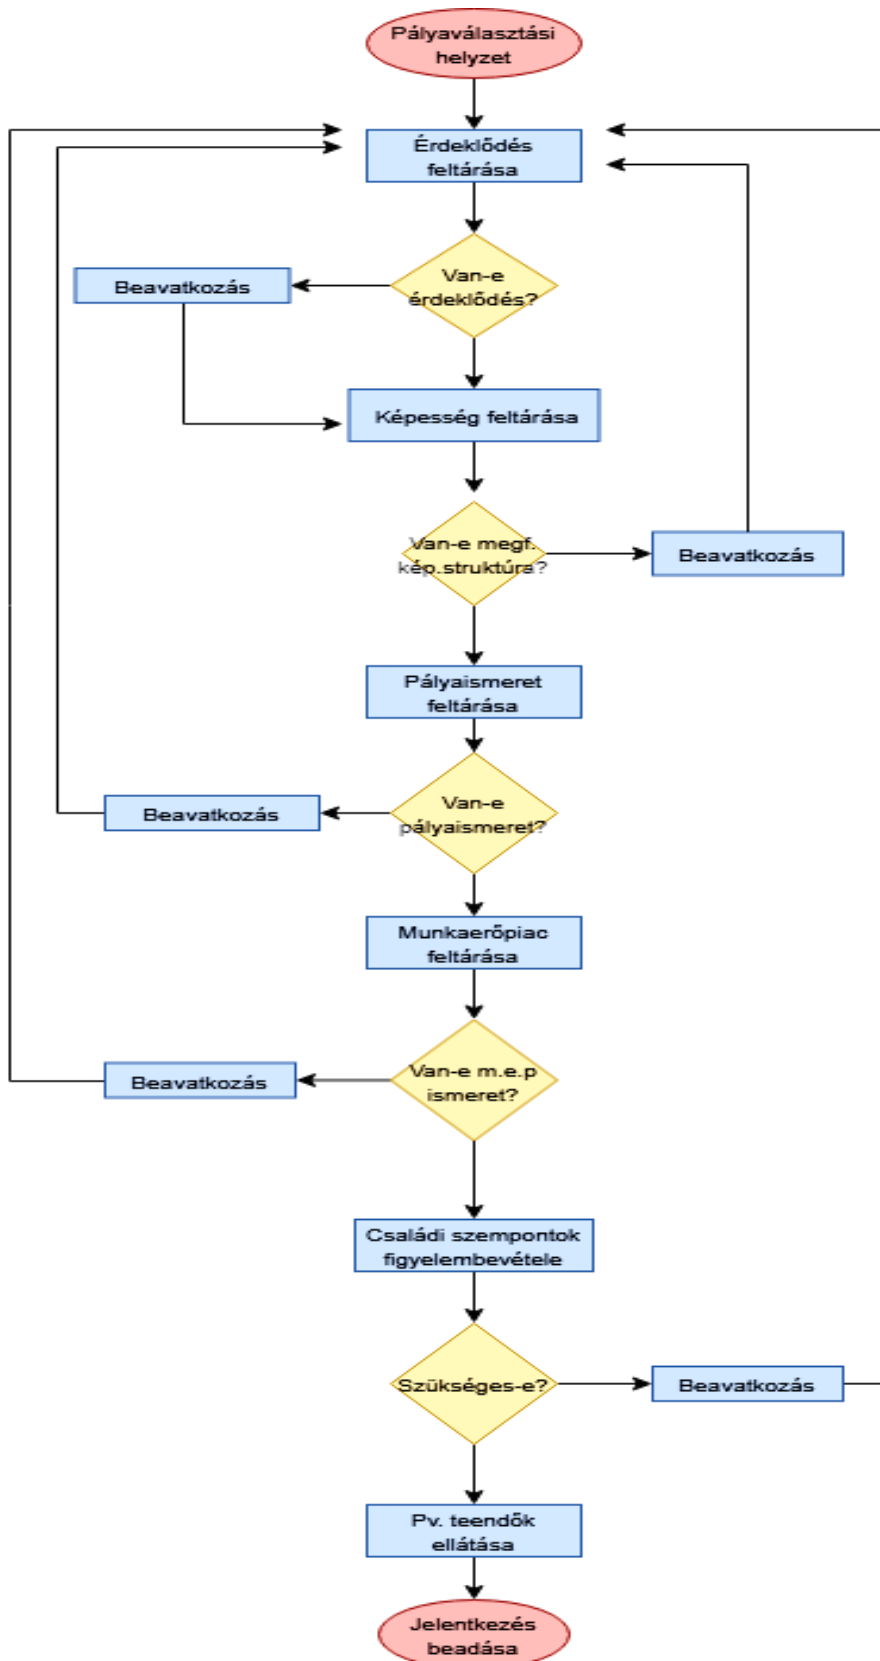 Pályaválasztási
helyzet
Érdeklődés
feltárása
Van-e
érdeklődés?
Beavatkozás
Képesség feltárása
Van-e megf.
kép.struktúra?
Beavatkozás
Pályaismeret
feltárása
Van-e
pályaismeret?
Beavatkozás
Munkaerőpiac
feltárása
Van-e m.e.p
ismeret?
Beavatkozás
Családi szempontok
figyelembevétele
Szükséges-e?
Beavatkozás
Pv. teendők
ellátása
Jelentkezés
beadása